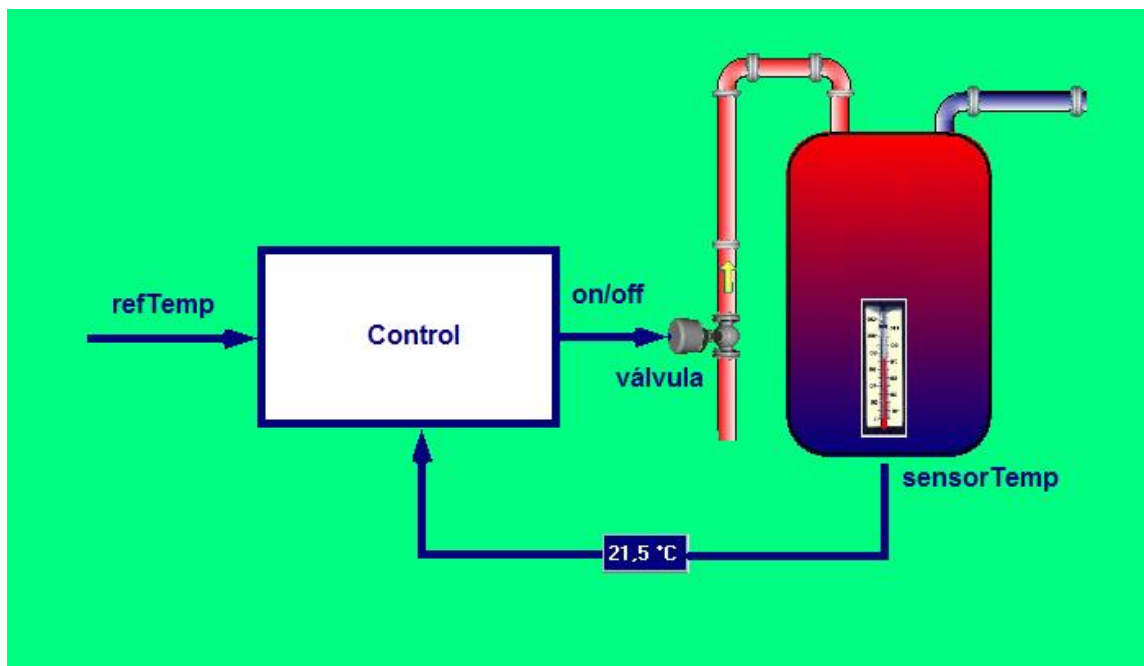 refTemp
Control
on/off
válvula
sensorTemp
21,5 °C